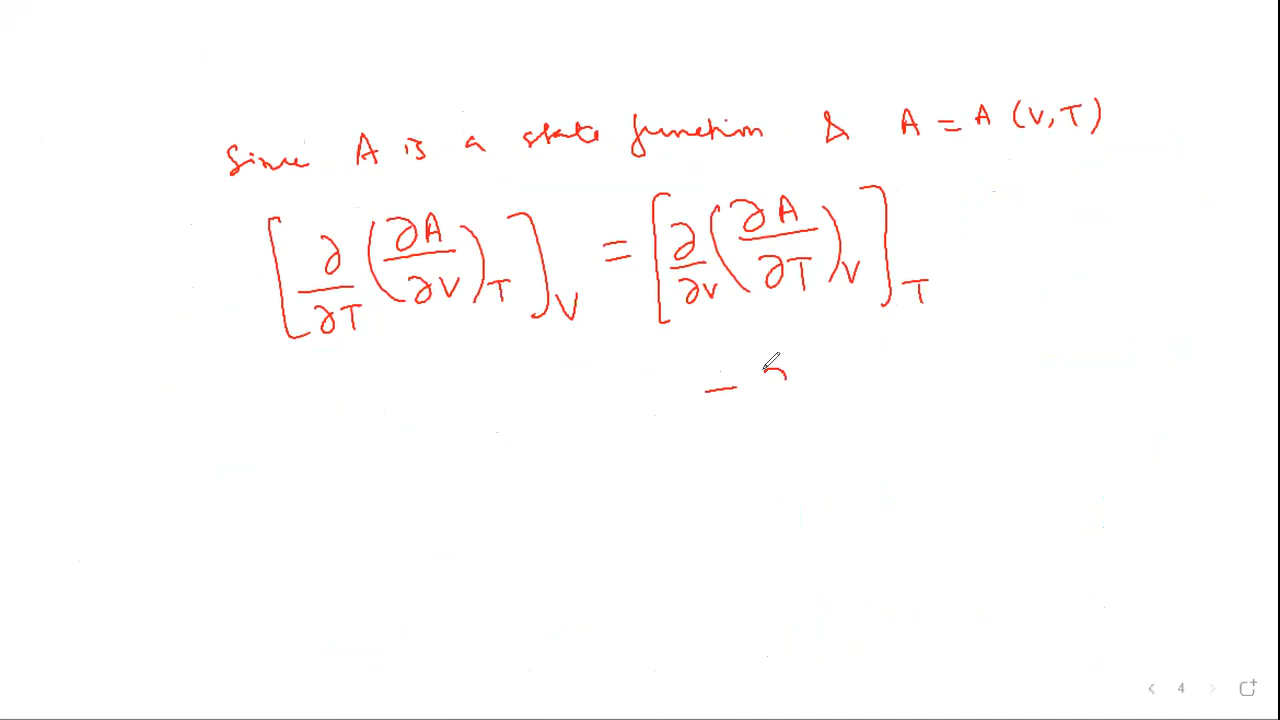 Since A is a state function & A = A (V, T)
[∂/∂T (∂A/∂V)_T]_V = [∂/∂V (∂A/∂T)_V]_T
—
4